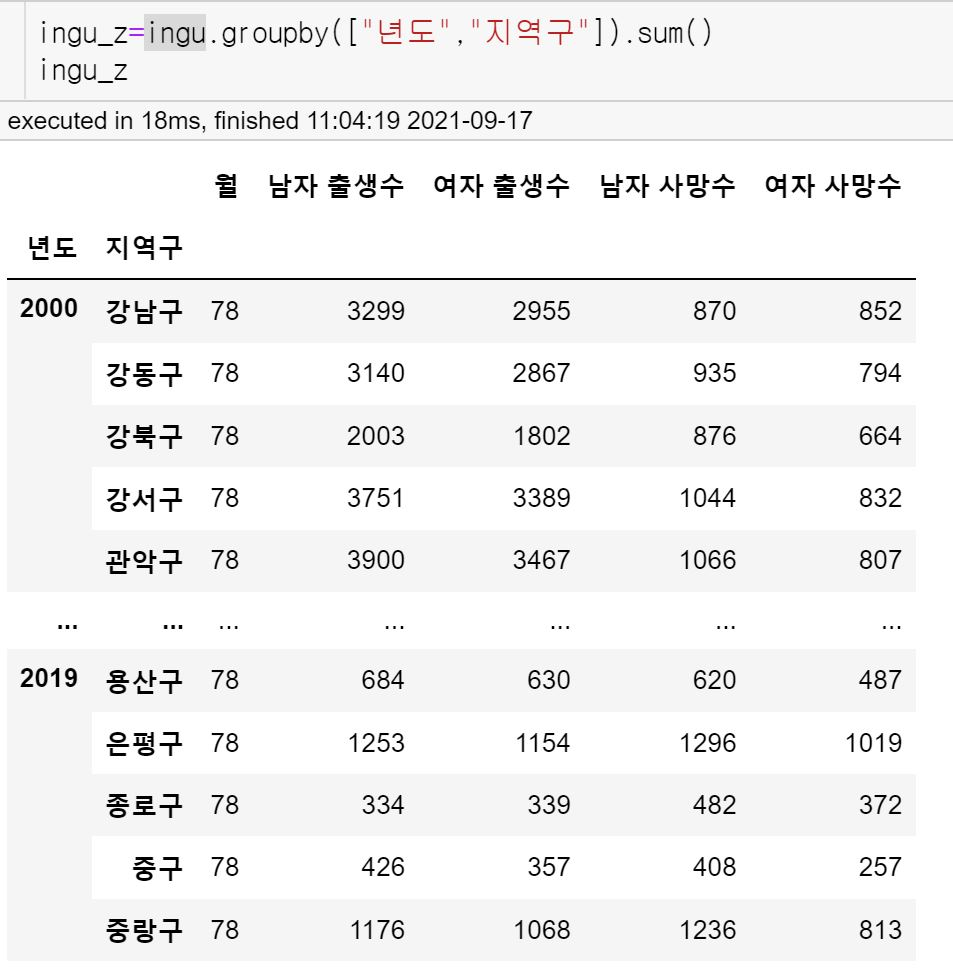 ingu_z=ingu.groupby(["년도","지역구"]).sum()
ingu_z
executed in 18ms, finished 11:04:19 2021-09-17
월 남자 출생수 여자 출생수 남자 사망수 여자 사망수
년도 지역구
2000 강남구 78 3299 2955 870 852
강동구 78 3140 2867 935 794
강북구 78 2003 1802 876 664
강서구 78 3751 3389 1044 832
관악구 78 3900 3467 1066 807
... ... ... ... ... ... ...
2019 용산구 78 684 630 620 487
은평구 78 1253 1154 1296 1019
종로구 78 334 339 482 372
중구 78 426 357 408 257
중랑구 78 1176 1068 1236 813